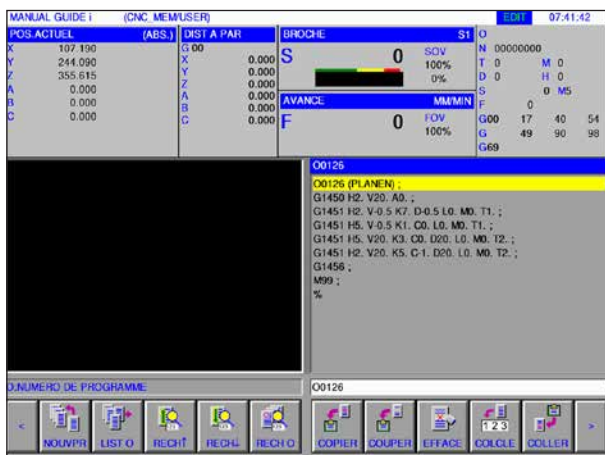 MANUAL GUIDE i (CNC_MEM/USER) EDIT 07:41:42
POS.ACTUEL (ABS.)
X 107.190
Y 244.090
Z 355.615
A 0.000
B 0.000
C 0.000
DIST A PAR
G 00
X 0.000
Y 0.000
Z 0.000
A 0.000
B 0.000
C 0.000
BROCHE S1
S 0 SOV
100%
0%
AVANCE MM/MIN
F 0 FOV
100%
O
N 00000000
T 0 M 0
D 0 H 0
S 0 M5
F 0
G00 17 40 54
G 49 90 98
G69
O0126
O0126 (PLANEN) ;
G1450 H2. V20. A0. ;
G1451 H2. V-0.5 K7. D-0.5 L0. M0. T1. ;
G1451 H5. V-0.5 K1. C0. L0. M0. T1. ;
G1451 H5. V20. K3. C0. D20. L0. M0. T2. ;
G1451 H2. V20. K5. C-1. D20. L0. M0. T2. ;
G1456 ;
M99 ;
%
O:NUMERO DE PROGRAMME
O0126
< NOUVPR LIST O RECH↑ RECH↓ RECH O COPIER COUPER EFFACE COLCLE COLLER >